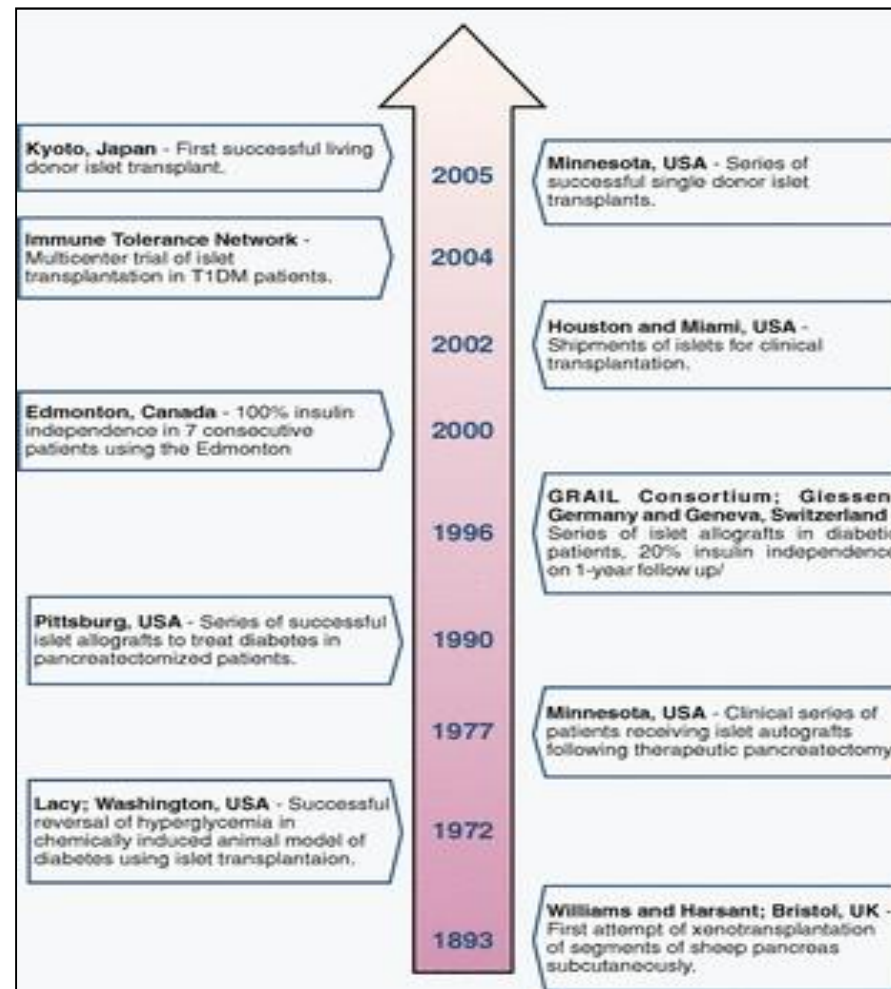 Kyoto, Japan - First successful living
donor islet transplant.
2005
Minnesota, USA - Series of
successful single donor islet
transplants.
Immune Tolerance Network -
Multicenter trial of islet
transplantation in T1DM patients.
2004
Houston and Miami, USA -
Shipments of islets for clinical
transplantation.
2002
Edmonton, Canada - 100% insulin
independence in 7 consecutive
patients using the Edmonton
2000
GRAIL Consortium; Giessen
Germany and Geneva, Switzerland
Series of islet allografts in diabetic
patients, 20% insulin independence
on 1-year follow up/
1996
Pittsburg, USA - Series of successful
islet allografts to treat diabetes in
pancreatectomized patients.
1990
Minnesota, USA - Clinical series of
patients receiving islet autografts
following therapeutic pancreatectomy
1977
Lacy; Washington, USA - Successful
reversal of hyperglycemia in
chemically induced animal model of
diabetes using islet transplantaion.
1972
Williams and Harsant; Bristol, UK -
First attempt of xenotransplantation
of segments of sheep pancreas
subcutaneously.
1893